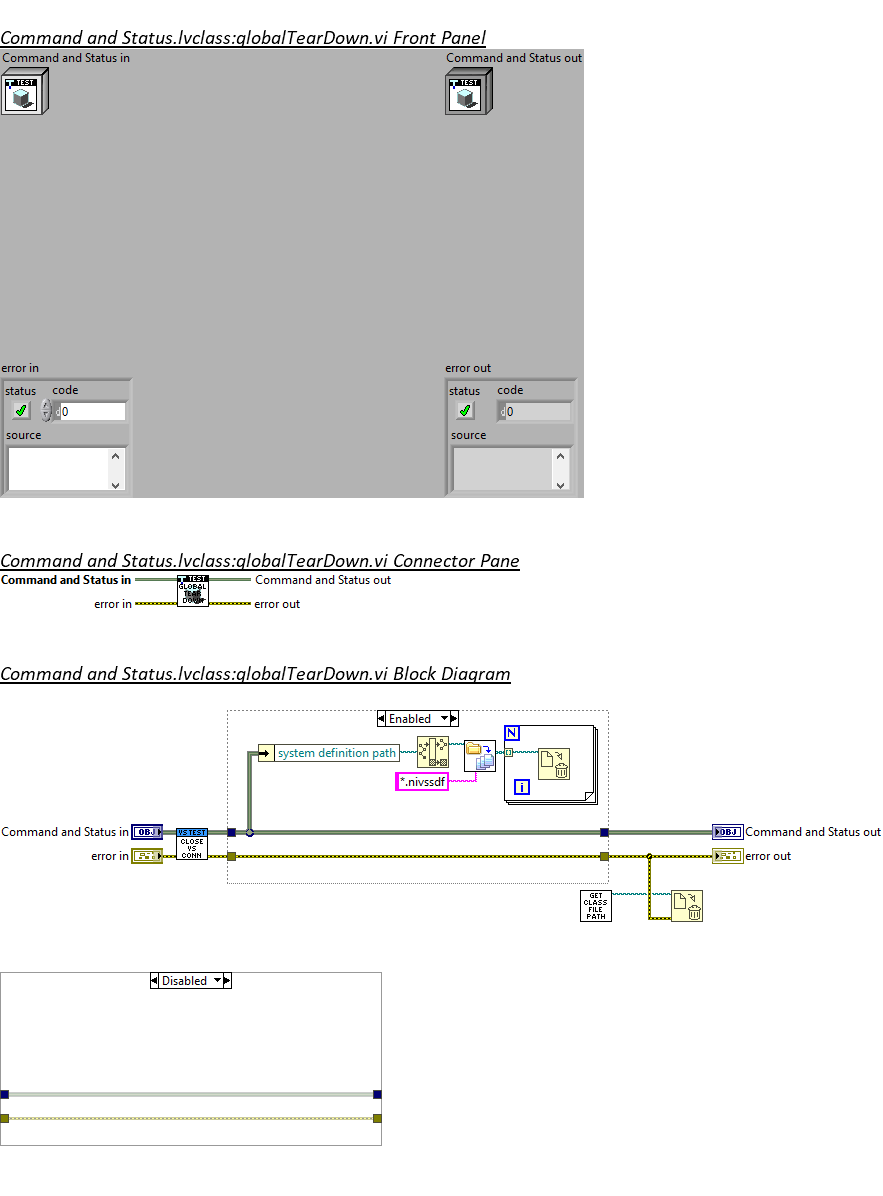 Command and Status.lvclass:globalTearDown.vi Front Panel
Command and Status in
Command and Status out
TEST
TEST
error in
error out
status code
status code
0
0
source
source
Command and Status.lvclass:globalTearDown.vi Connector Pane
Command and Status in
TEST
GLOBAL
TEAR
DOWN
Command and Status out
error in
error out
Command and Status.lvclass:globalTearDown.vi Block Diagram
Enabled
N
system definition path
*.nivssdf
i
Command and Status in
OBJ
VS TEST
CLOSE
VS
CONN
OBJ
Command and Status out
error in
error out
GET
CLASS
FILE
PATH
Disabled